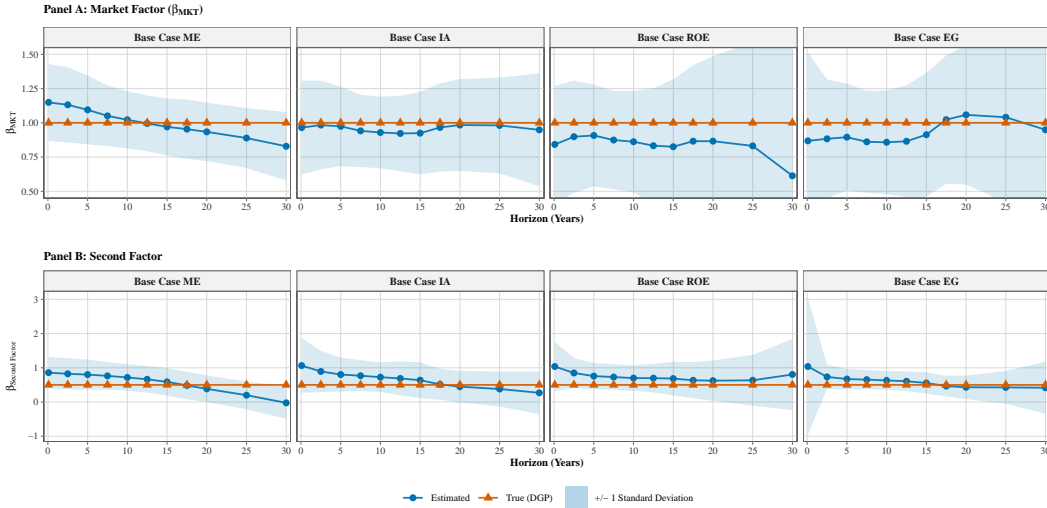 Panel A: Market Factor (βMKT)
Base Case ME Base Case IA Base Case ROE Base Case EG
βMKT
1.50
1.25
1.00
0.75
0.50
0 5 10 15 20 25 30 0 5 10 15 20 25 30 0 5 10 15 20 25 30 0 5 10 15 20 25 30
Horizon (Years)
Panel B: Second Factor
Base Case ME Base Case IA Base Case ROE Base Case EG
βSecond Factor
3
2
1
0
−1
0 5 10 15 20 25 30 0 5 10 15 20 25 30 0 5 10 15 20 25 30 0 5 10 15 20 25 30
Horizon (Years)
Estimated True (DGP) +/− 1 Standard Deviation